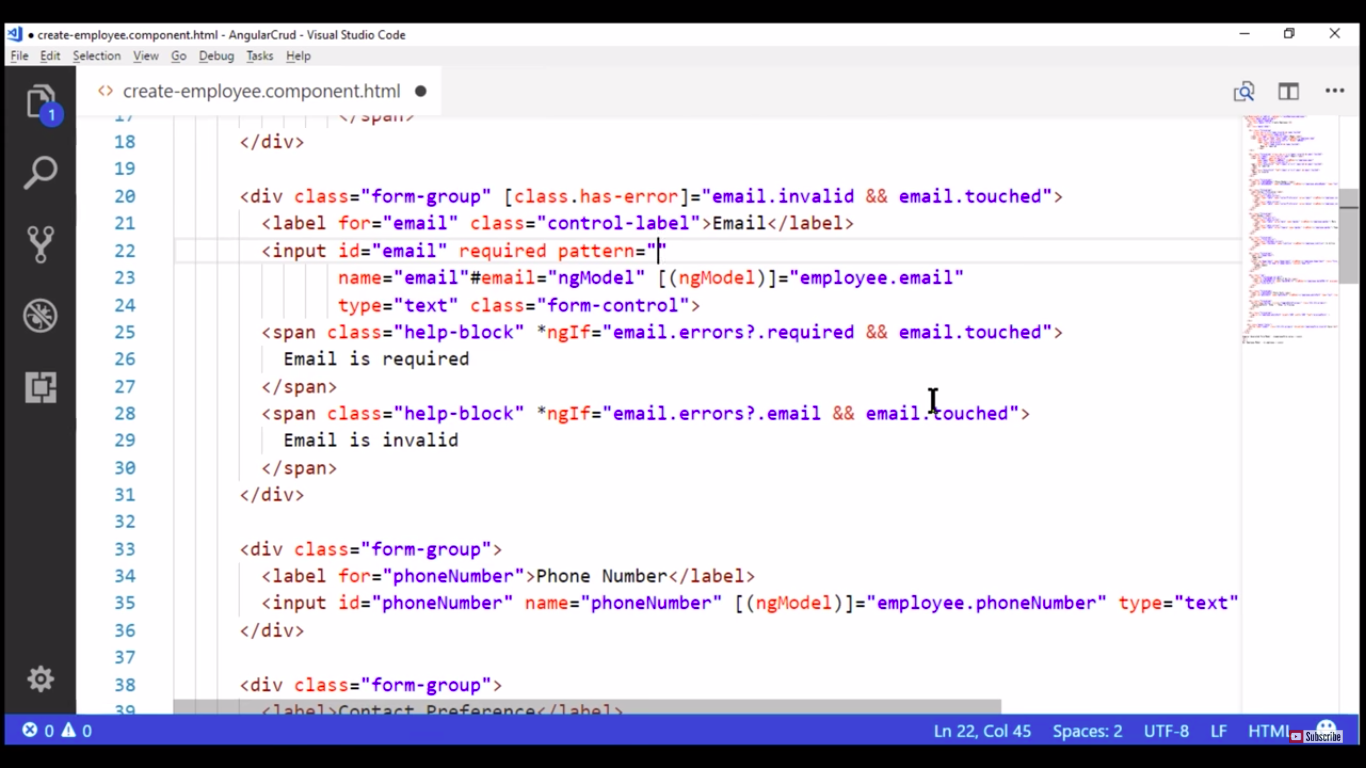 create-employee.component.html - AngularCrud - Visual Studio Code
File Edit Selection View Go Debug Tasks Help
<> create-employee.component.html
1
17 </span>
18 </div>
19
20 <div class="form-group" [class.has-error]="email.invalid && email.touched">
21 <label for="email" class="control-label">Email</label>
22 <input id="email" required pattern=""
23 name="email"#email="ngModel" [(ngModel)]="employee.email"
24 type="text" class="form-control">
25 <span class="help-block" *ngIf="email.errors?.required && email.touched">
26 Email is required
27 </span>
28 <span class="help-block" *ngIf="email.errors?.email && email.touched">
29 Email is invalid
30 </span>
31 </div>
32
33 <div class="form-group">
34 <label for="phoneNumber">Phone Number</label>
35 <input id="phoneNumber" name="phoneNumber" [(ngModel)]="employee.phoneNumber" type="text"
36 </div>
37
38 <div class="form-group">
39 <label>Contact Preference</label>
0 0 Ln 22, Col 45 Spaces: 2 UTF-8 LF HTML Subscribe